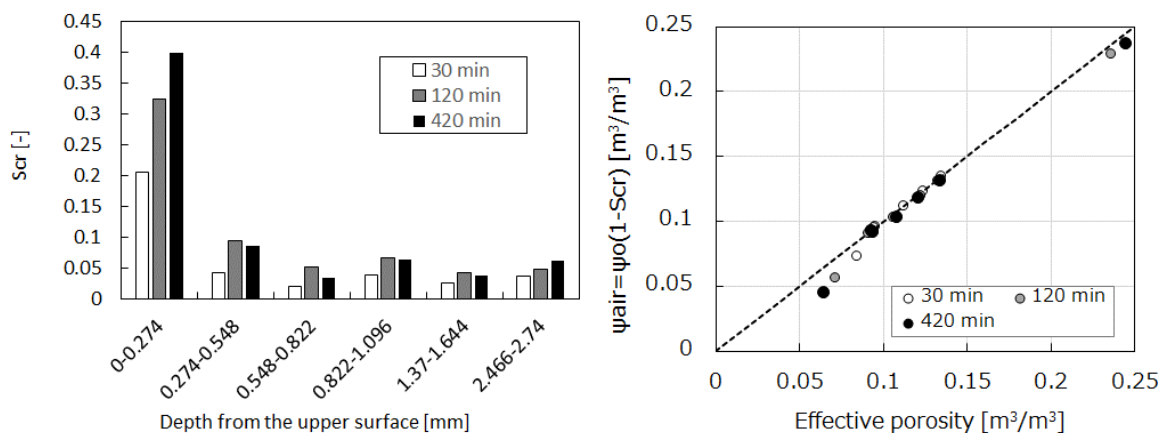 0.45
0.4
0.35
0.3
0.25
0.2
0.15
0.1
0.05
0
Scr [-]
30 min
120 min
420 min
0-0.274
0.274-0.548
0.548-0.822
0.822-1.096
1.37-1.644
2.466-2.74
Depth from the upper surface [mm]
0.25
0.2
0.15
0.1
0.05
0
ψair=ψo(1-Scr) [m³/m³]
30 min 120 min
420 min
0 0.05 0.1 0.15 0.2 0.25
Effective porosity [m³/m³]